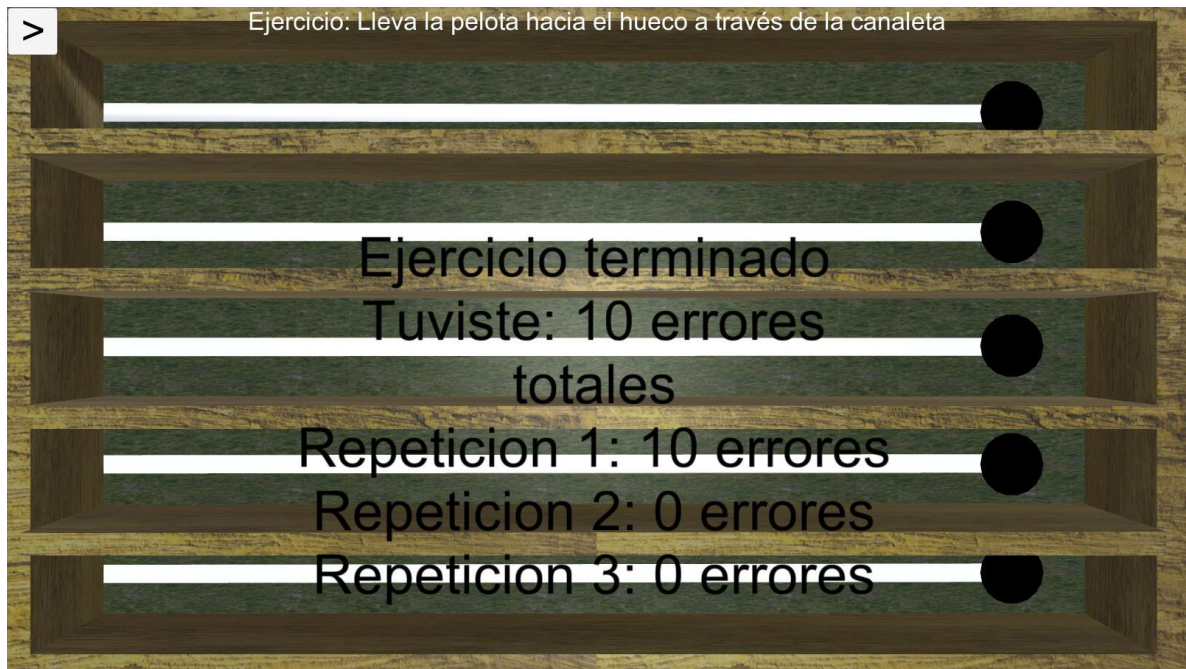 >
Ejercicio: Lleva la pelota hacia el hueco a través de la canaleta
Ejercicio terminado
Tuviste: 10 errores
totales
Repeticion 1: 10 errores
Repeticion 2: 0 errores
Repeticion 3: 0 errores